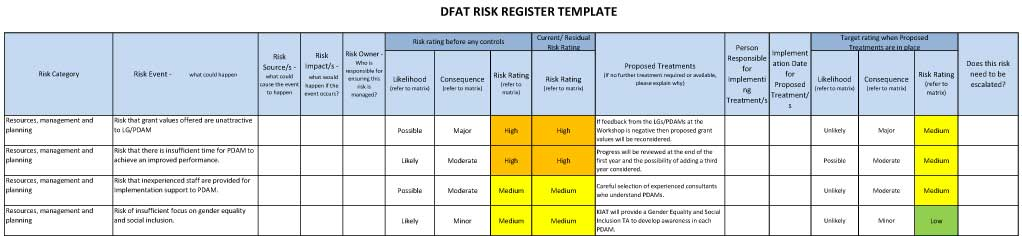 DFAT RISK REGISTER TEMPLATE
Risk Category
Risk Event - what could happen
Risk
Source/s -
what could
cause the event
to happen
Risk
Impact/s -
what would
happen if the
event occurs?
Risk Owner -
Who is
responsible for
ensuring this
risk is
managed?
Risk rating before any controls
Likelihood
(refer to matrix)
Consequence
(refer to matrix)
Risk Rating
(refer to
matrix)
Current/ Residual
Risk Rating
Risk Rating
(refer to
matrix)
Proposed Treatments
(If no further treatment required or available,
please explain why)
Person
Responsible
for
Implementi
ng
Treatment/s
Implement
ation Date
for
Proposed
Treatment/
s
Target rating when Proposed
Treatments are in place
Likelihood
(refer to matrix)
Consequence
(refer to matrix)
Risk Rating
(refer to
matrix)
Does this risk
need to be
escalated?
Resources, management and
planning
Risk that grant values offered are unattractive
to LG/PDAM
Possible
Major
High
High
If feedback from the LGs/PDAMs at the
Workshop is negative then proposed grant
values will be reconsidered.
Unlikely
Major
Medium
Resources, management and
planning
Risk that there is insufficient time for PDAM to
achieve an improved performance.
Likely
Moderate
High
High
Progress will be reviewed at the end of the
first year and the possibility of adding a third
year considered.
Possible
Moderate
Medium
Resources, management and
planning
Risk that inexperienced staff are provided for
Implementation support to PDAM.
Possible
Moderate
Medium
Medium
Careful selection of experienced consultants
who understand PDAMs.
Unlikely
Moderate
Medium
Resources, management and
planning
Risk of insufficient focus on gender equality
and social inclusion.
Likely
Minor
Medium
Medium
KIAT will provide a Gender Equality and Social
Inclusion TA to develop awareness in each
PDAM.
Unlikely
Minor
Low